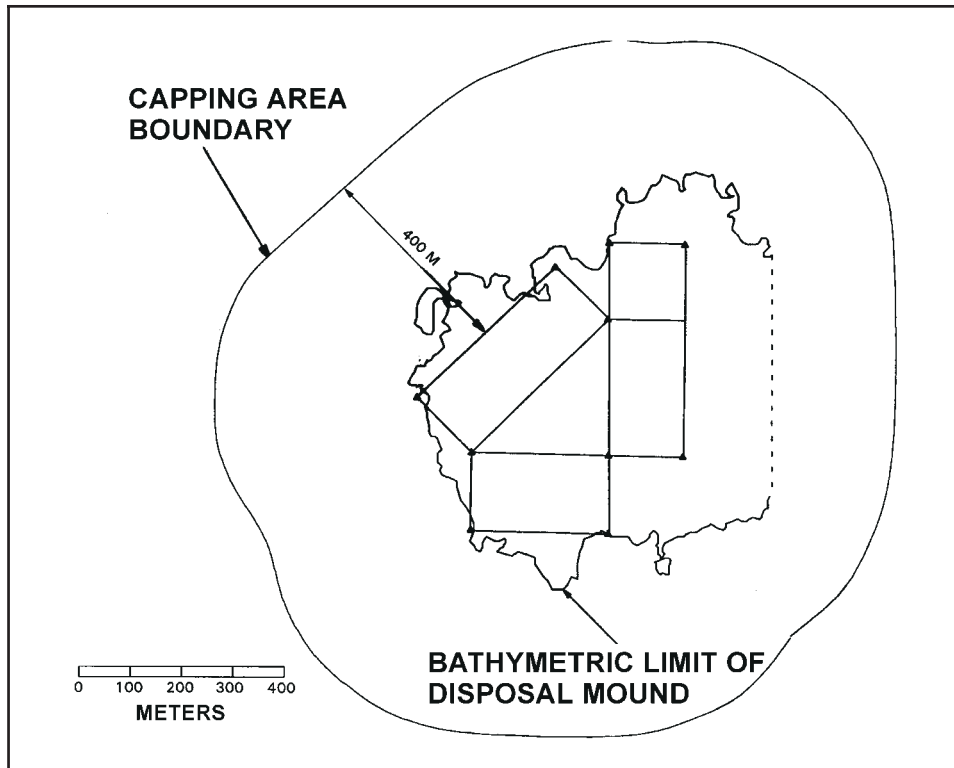 CAPPING AREA
BOUNDARY
400 M
BATHYMETRIC LIMIT OF
DISPOSAL MOUND
0 100 200 300 400
METERS